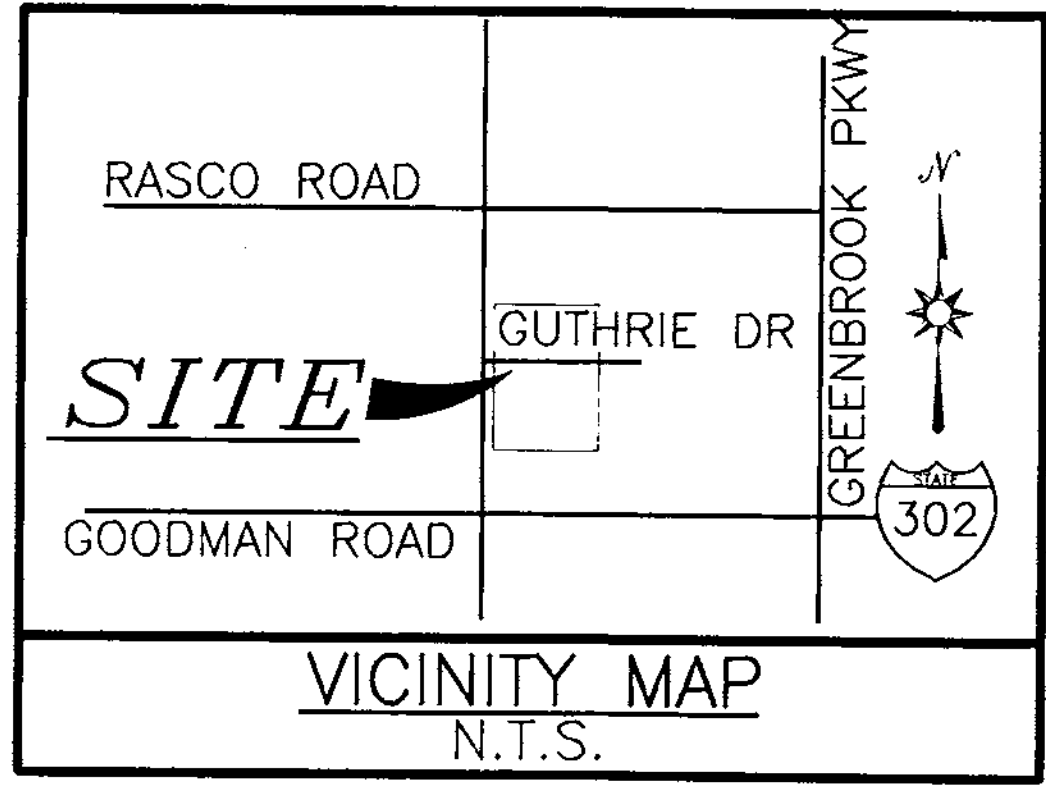 RASCO ROAD
GREENBROOK PKWY
N
GUTHRIE DR
SITE
STATE
302
GOODMAN ROAD
VICINITY MAP
N.T.S.